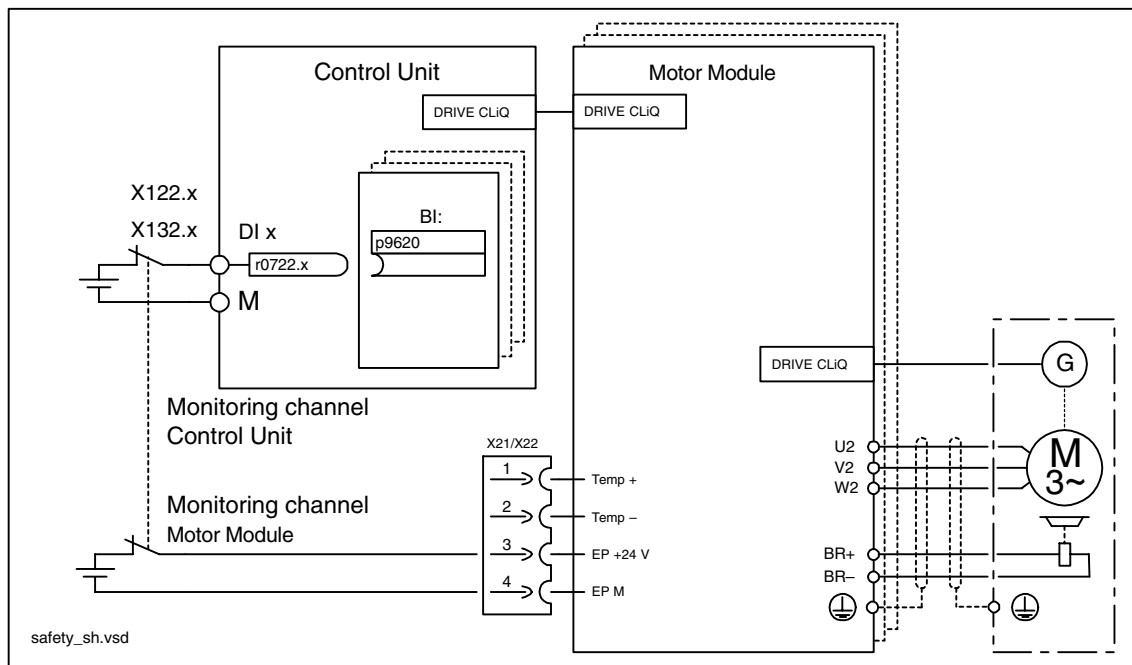 Control Unit
Motor Module
DRIVE CLiQ
DRIVE CLiQ
X122.x
X132.x
DI x
BI:
p9620
r0722.x
M
DRIVE CLiQ
G
Monitoring channel
Control Unit
X21/X22
1
Temp +
2
Temp –
3
EP +24 V
4
EP M
Monitoring channel
Motor Module
U2
V2
W2
M
3~
BR+
BR–
safety_sh.vsd